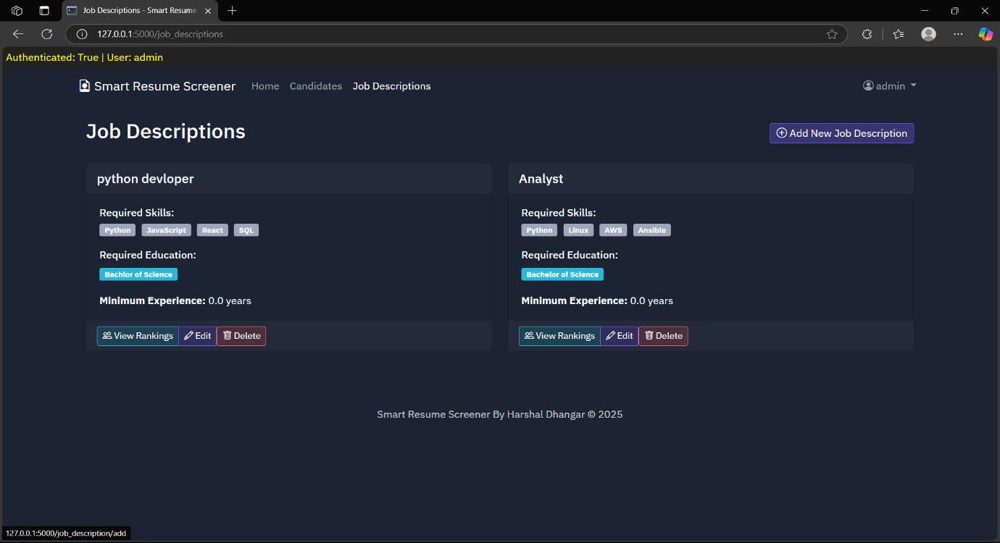 Job Descriptions - Smart Resume
127.0.0.1:5000/job_descriptions
Authenticated: True | User: admin
Smart Resume Screener Home Candidates Job Descriptions admin
Job Descriptions
Add New Job Description
python devloper
Required Skills:
Python JavaScript React SQL
Required Education:
Bachlor of Science
Minimum Experience: 0.0 years
View Rankings Edit Delete
Analyst
Required Skills:
Python Linux AWS Ansible
Required Education:
Bachelor of Science
Minimum Experience: 0.0 years
View Rankings Edit Delete
Smart Resume Screener By Harshal Dhangar © 2025
127.0.0.1:5000/job_description/add